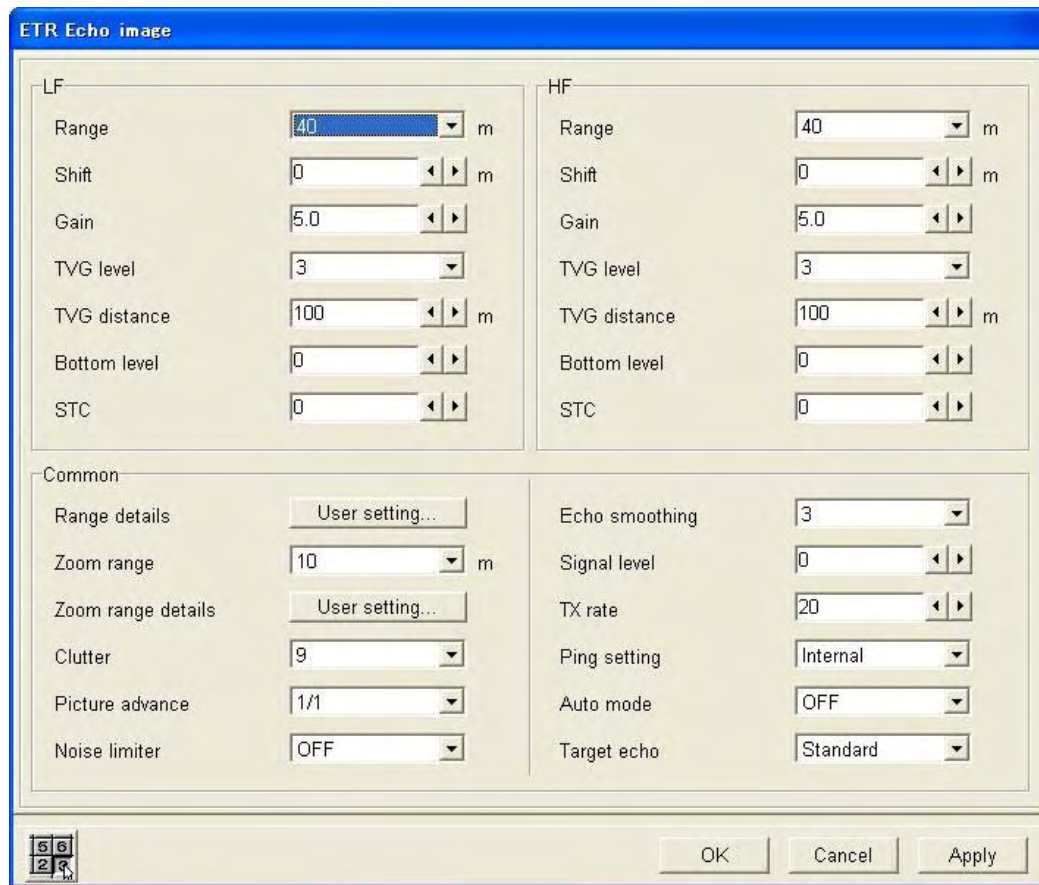 ETR Echo image
LF
Range 40 m
Shift 0 m
Gain 5.0
TVG level 3
TVG distance 100 m
Bottom level 0
STC 0
HF
Range 40 m
Shift 0 m
Gain 5.0
TVG level 3
TVG distance 100 m
Bottom level 0
STC 0
Common
Range details User setting...
Zoom range 10 m
Zoom range details User setting...
Clutter 9
Picture advance 1/1
Noise limiter OFF
Echo smoothing 3
Signal level 0
TX rate 20
Ping setting Internal
Auto mode OFF
Target echo Standard
5 6
2 3
OK Cancel Apply